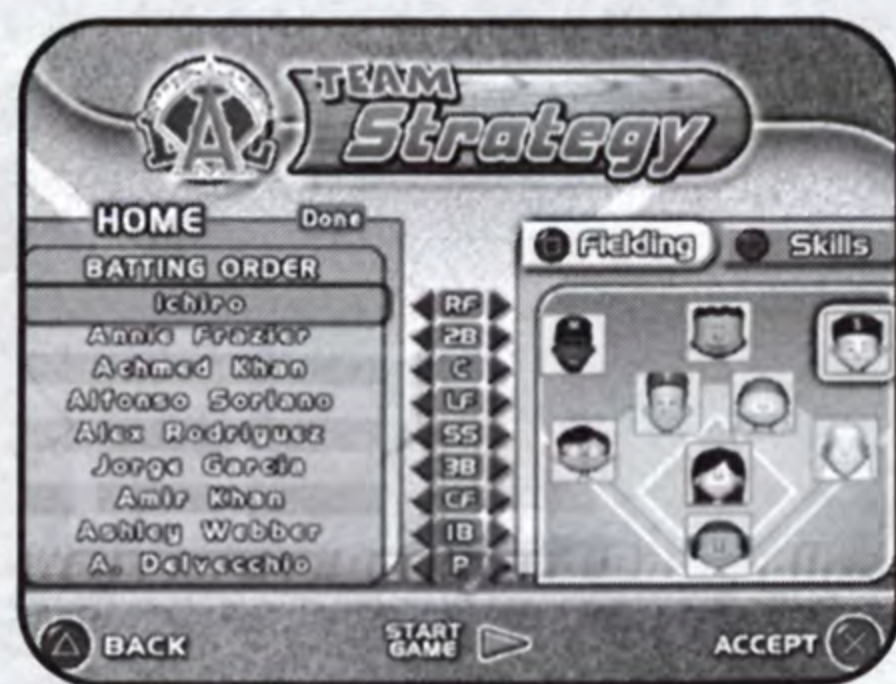 TEAM
Strategy
HOME Done
Fielding Skills
BATTING ORDER
Ichiro RF
Annie Frazier 2B
Achmed Khan C
Alfonso Soriano LF
Alex Rodriguez SS
Jorge Garcia 3B
Amir Khan CF
Ashley Webber 1B
A. Delvecchio P
BACK START GAME ACCEPT